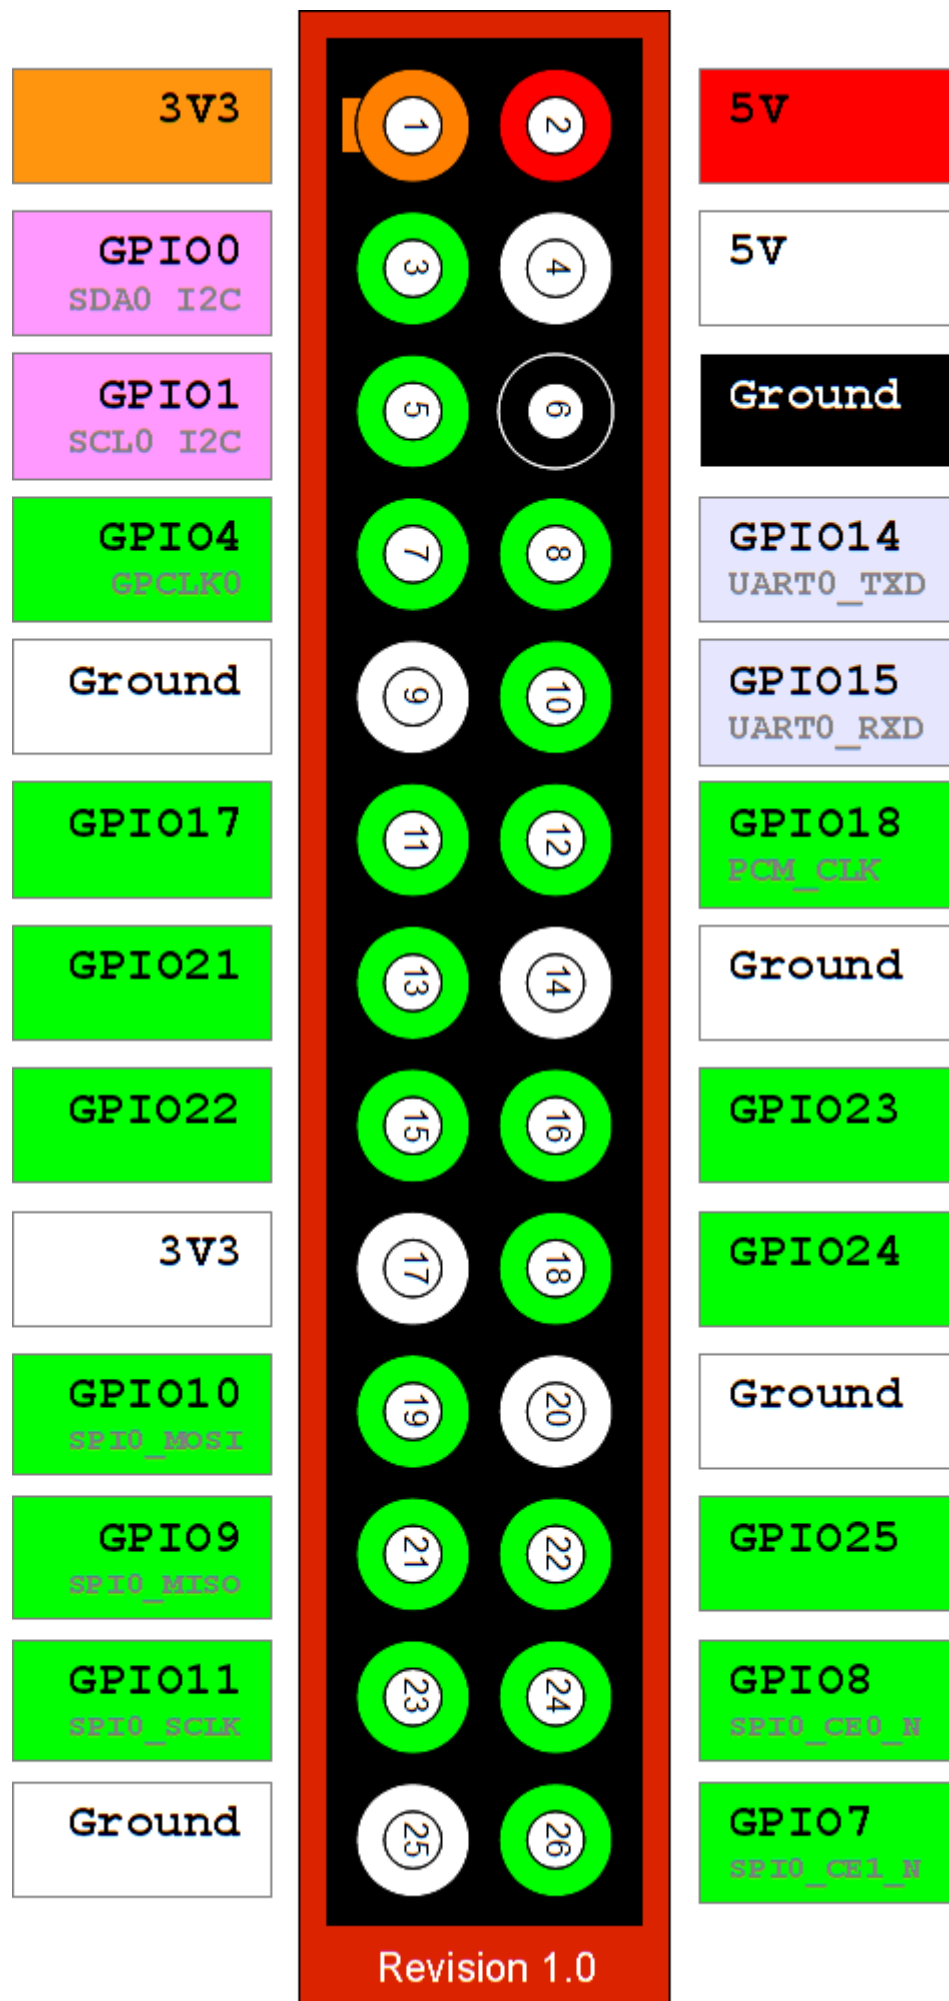 3V3 1 2 5V
GPIO0 3 4 5V
SDA0 I2C
GPIO1 5 6 Ground
SCL0 I2C
GPIO4 7 8 GPIO14
GPCLK0 UART0_TXD
Ground 9 10 GPIO15
UART0_RXD
GPIO17 11 12 GPIO18
PCM_CLK
GPIO21 13 14 Ground
GPIO22 15 16 GPIO23
3V3 17 18 GPIO24
GPIO10 19 20 Ground
SPI0_MOSI
GPIO9 21 22 GPIO25
SPI0_MISO
GPIO11 23 24 GPIO8
SPI0_SCLK SPI0_CE0_N
Ground 25 26 GPIO7
SPI0_CE1_N
Revision 1.0